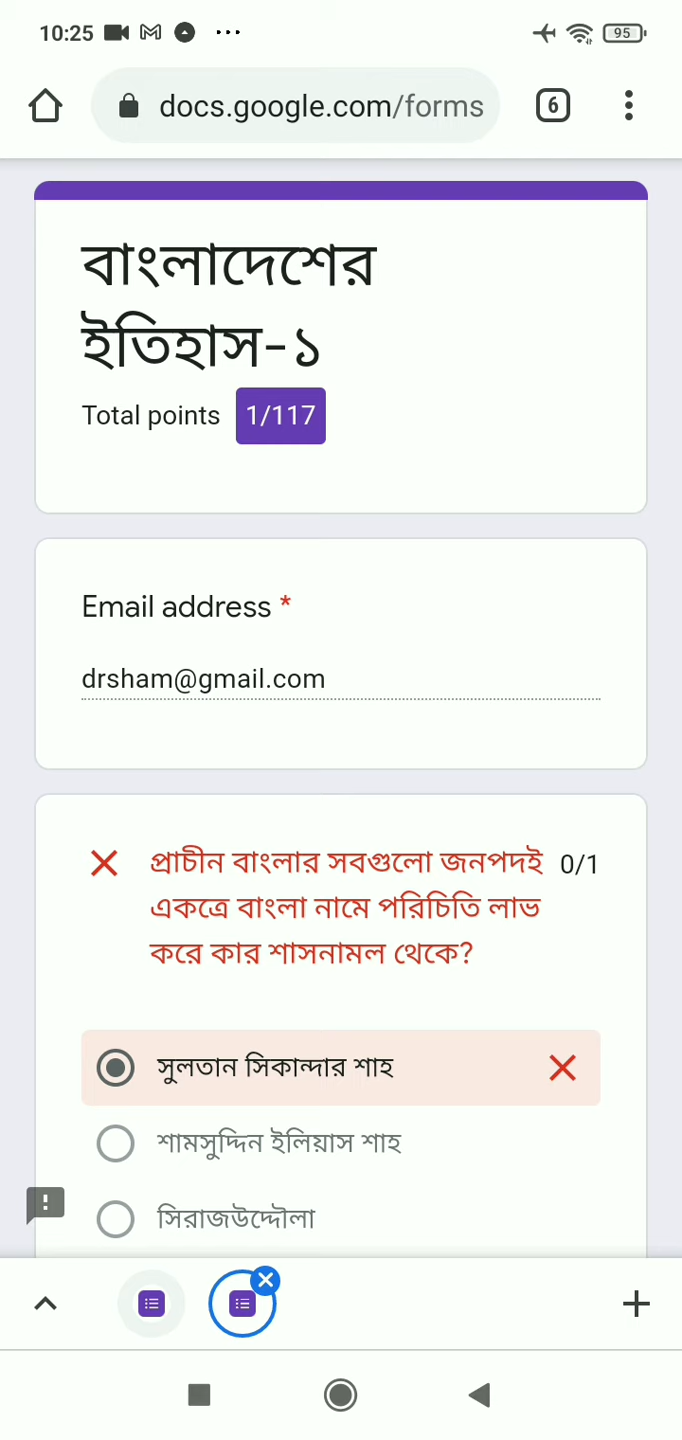 10:25
95
docs.google.com/forms
6
বাংলাদেশের
ইতিহাস-১
Total points 1/117
Email address *
drsham@gmail.com
প্রাচীন বাংলার সবগুলো জনপদই 0/1
একত্রে বাংলা নামে পরিচিতি লাভ
করে কার শাসনামল থেকে?
সুলতান সিকান্দার শাহ
শামসুদ্দিন ইলিয়াস শাহ
সিরাজউদ্দৌলা